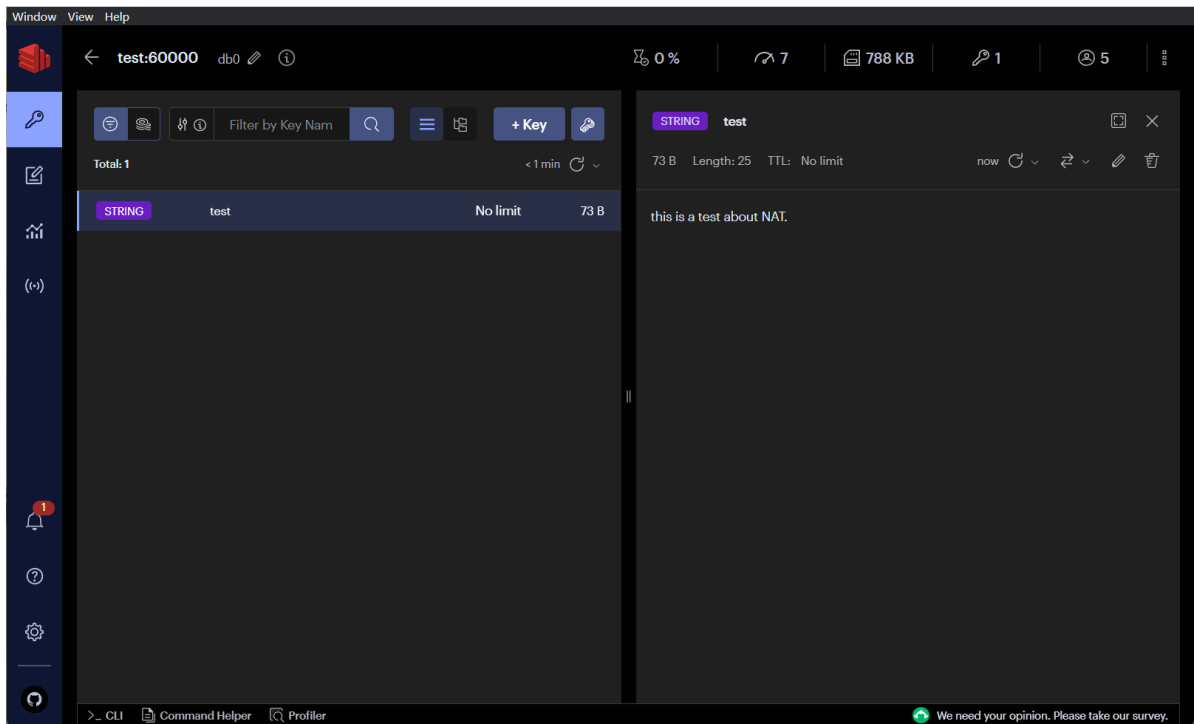 Window View Help
test:60000 db0 0 % 7 788 KB 1 5
Filter by Key Nam + Key
Total: 1 < 1 min
STRING test No limit 73 B
STRING test
73 B Length: 25 TTL: No limit now
this is a test about NAT.
1
>_ CLI Command Helper Profiler We need your opinion. Please take our survey.